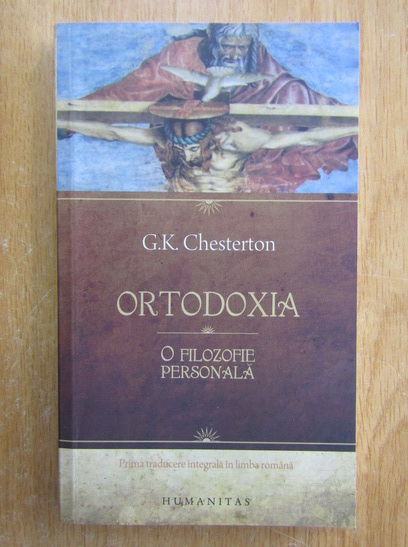 G.K. Chesterton
ORTODOXIA
O FILOZOFIE
PERSONALĂ
Prima traducere integrală în limba română
HUMANITAS